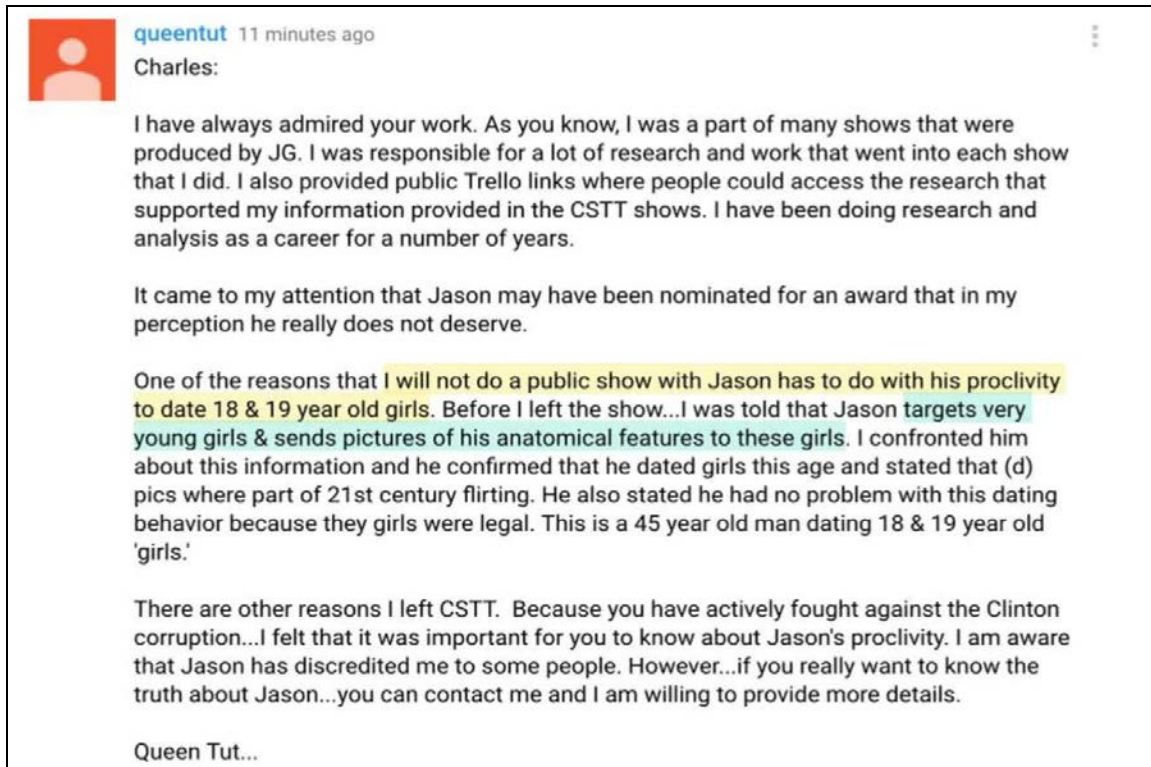 queentut 11 minutes ago
Charles:
I have always admired your work. As you know, I was a part of many shows that were
produced by JG. I was responsible for a lot of research and work that went into each show
that I did. I also provided public Trello links where people could access the research that
supported my information provided in the CSTT shows. I have been doing research and
analysis as a career for a number of years.
It came to my attention that Jason may have been nominated for an award that in my
perception he really does not deserve.
One of the reasons that I will not do a public show with Jason has to do with his proclivity
to date 18 & 19 year old girls. Before I left the show...I was told that Jason targets very
young girls & sends pictures of his anatomical features to these girls. I confronted him
about this information and he confirmed that he dated girls this age and stated that (d)
pics where part of 21st century flirting. He also stated he had no problem with this dating
behavior because they girls were legal. This is a 45 year old man dating 18 & 19 year old
'girls.'
There are other reasons I left CSTT.  Because you have actively fought against the Clinton
corruption...I felt that it was important for you to know about Jason's proclivity. I am aware
that Jason has discredited me to some people. However...if you really want to know the
truth about Jason...you can contact me and I am willing to provide more details.
Queen Tut...